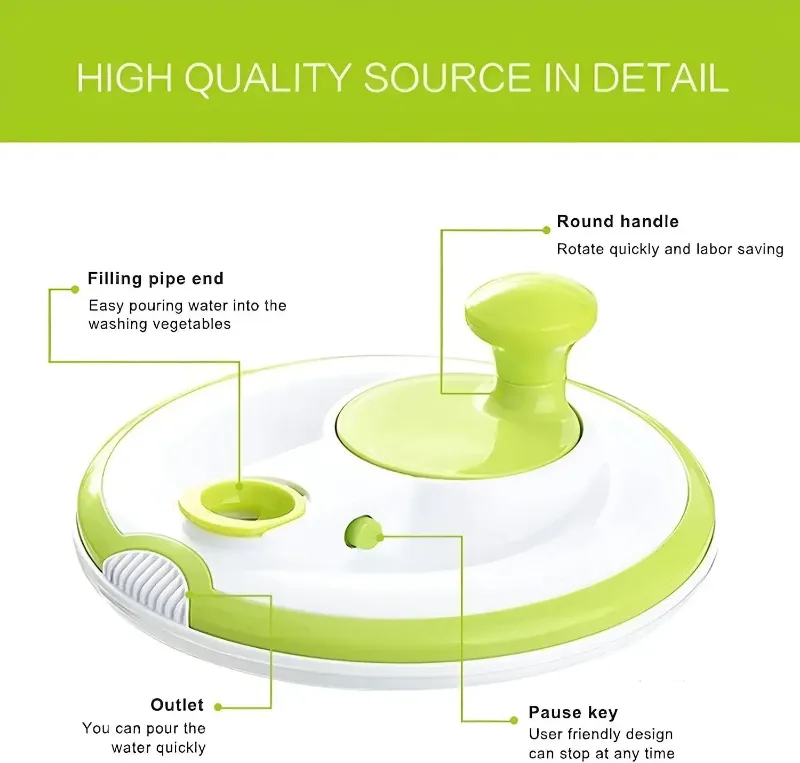 HIGH QUALITY SOURCE IN DETAIL
Round handle
Rotate quickly and labor saving
Filling pipe end
Easy pouring water into the
washing vegetables
Outlet
You can pour the
water quickly
Pause key
User friendly design
can stop at any time